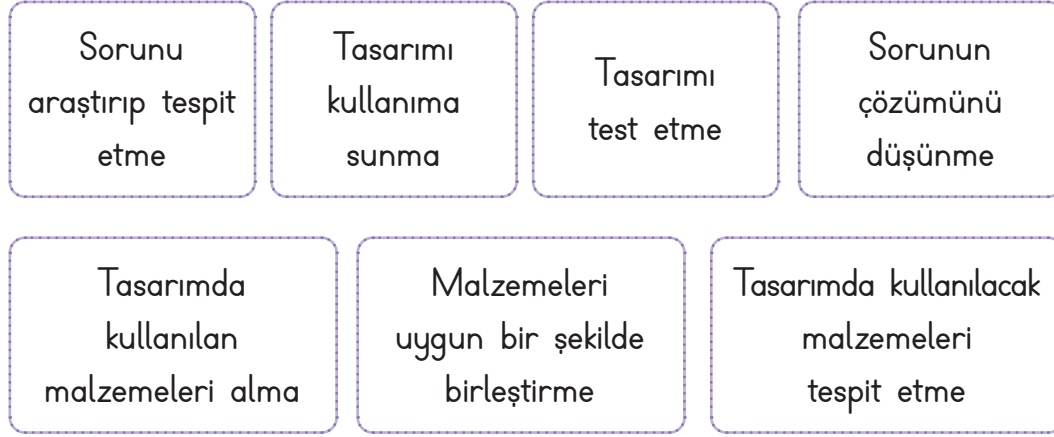 Sorunu
araştırıp tespit
etme
Tasarımı
kullanıma
sunma
Tasarımı
test etme
Sorunun
çözümünü
düşünme
Tasarımda
kullanılan
malzemeleri alma
Malzemeleri
uygun bir şekilde
birleştirme
Tasarımda kullanılacak
malzemeleri
tespit etme